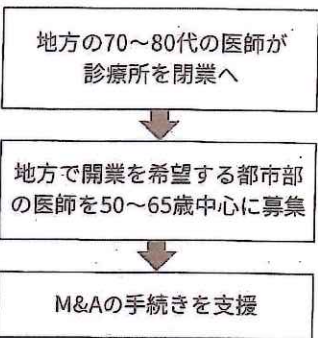 地方の70～80代の医師が
診療所を閉業へ
地方で開業を希望する都市部
の医師を50～65歳中心に募集
M&Aの手続きを支援